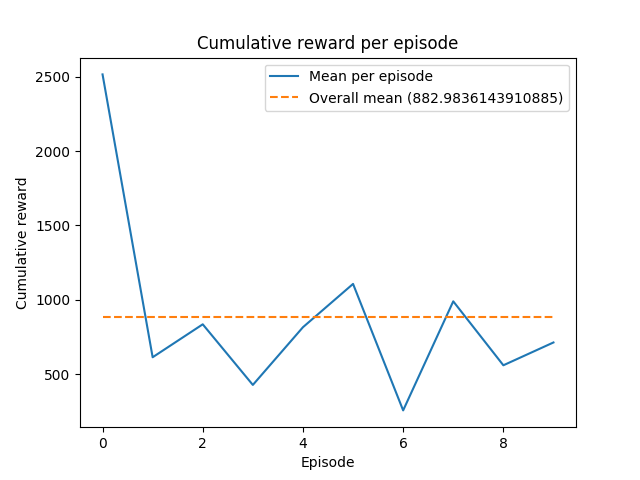 Cumulative reward per episode
Mean per episode
Overall mean (882.9836143910885)
2500
2000
1500
1000
500
Cumulative reward
0 2 4 6 8
Episode